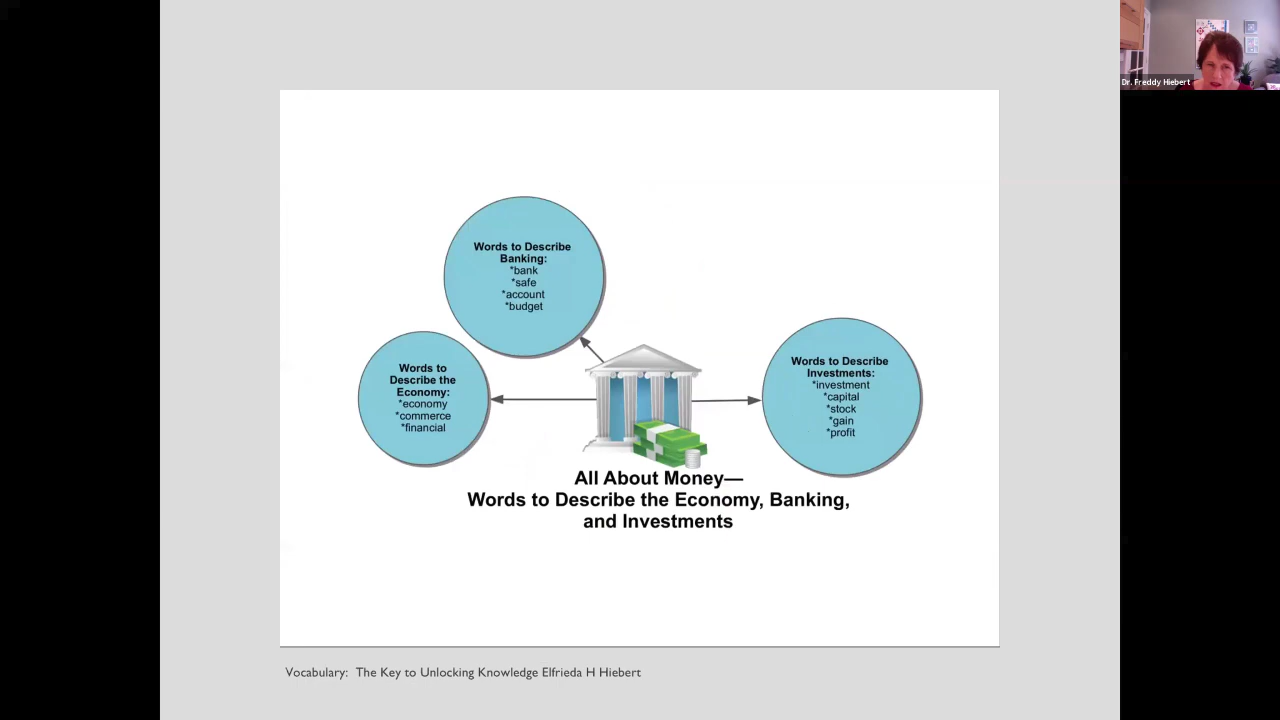 Dr. Freddy Hiebert
Words to Describe
Banking:
*bank
*safe
*account
*budget
Words to
Describe the
Economy:
*economy
*commerce
*financial
Words to Describe
Investments:
*investment
*capital
*stock
*gain
*profit
All About Money—
Words to Describe the Economy, Banking,
and Investments
Vocabulary: The Key to Unlocking Knowledge Elfrieda H Hiebert